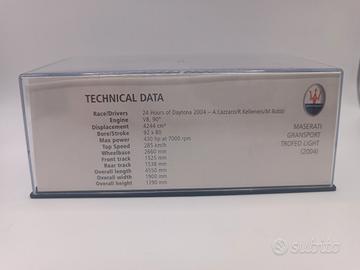 TECHNICAL DATA
Race/Drivers 24 Hours of Daytona 2004 – A.Lazzaro/R.Kelleners/M.Babini
Engine V8, 90°
Displacement 4244 cm³
Bore/Stroke 92 x 80
Max power 430 hp at 7000 rpm
Top Speed 285 km/h
Wheelbase 2660 mm
Front track 1525 mm
Rear track 1538 mm
Overall length 4550 mm
Overall width 1900 mm
Overall height 1290 mm
MASERATI
GRANSPORT
TROFEO LIGHT
(2004)
subito